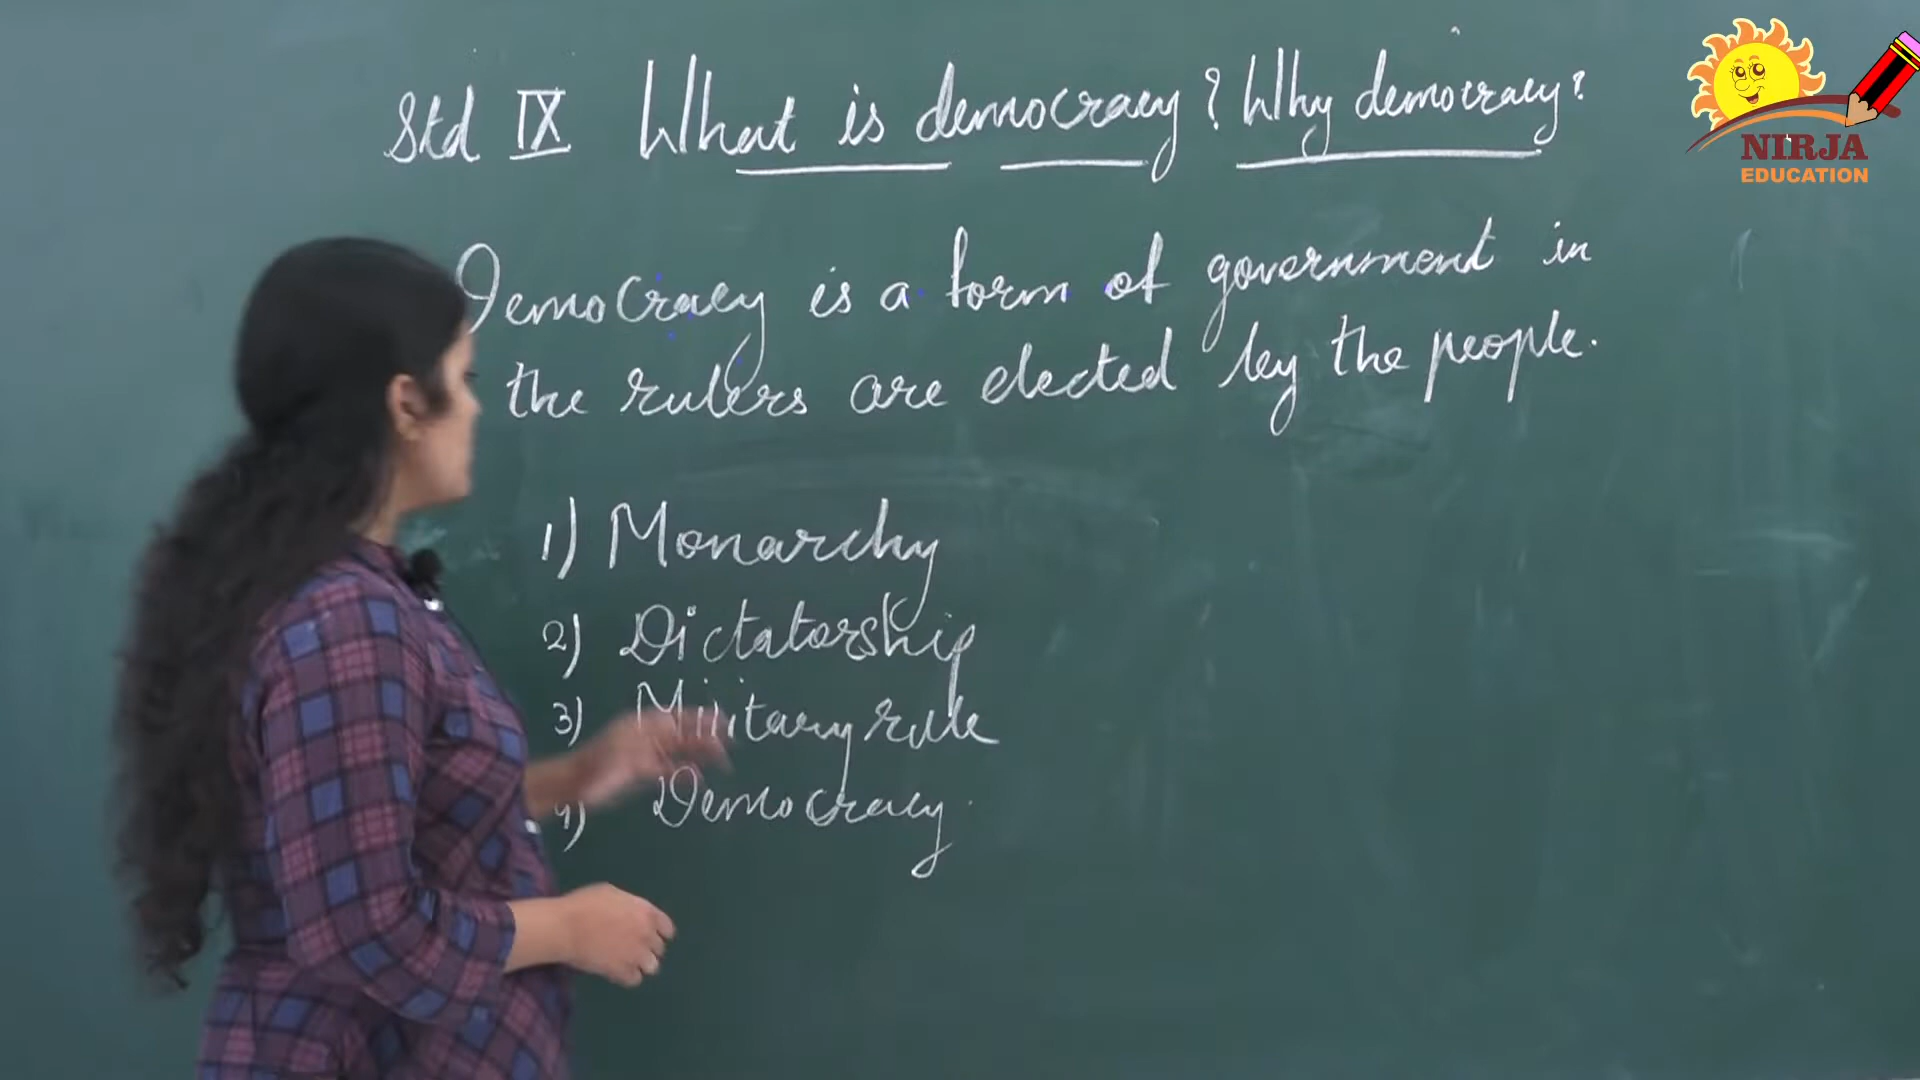 Std IX What is democracy? Why democracy?
NIRJA
EDUCATION
Democracy is a form of government in
the rulers are elected by the people.
1) Monarchy
2) Dictatorship
3) Military rule
4) Democracy